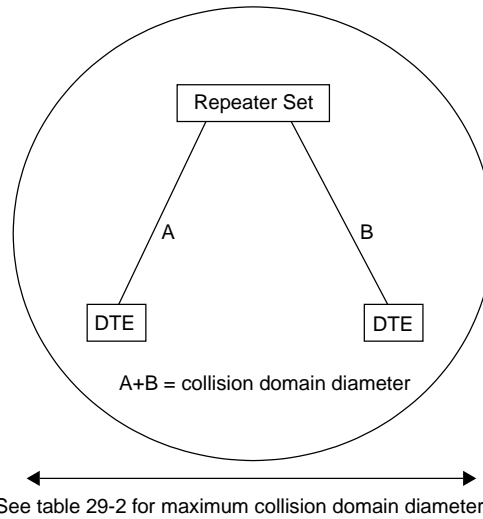 Repeater Set
A
B
DTE
DTE
A+B = collision domain diameter
See table 29-2 for maximum collision domain diameter